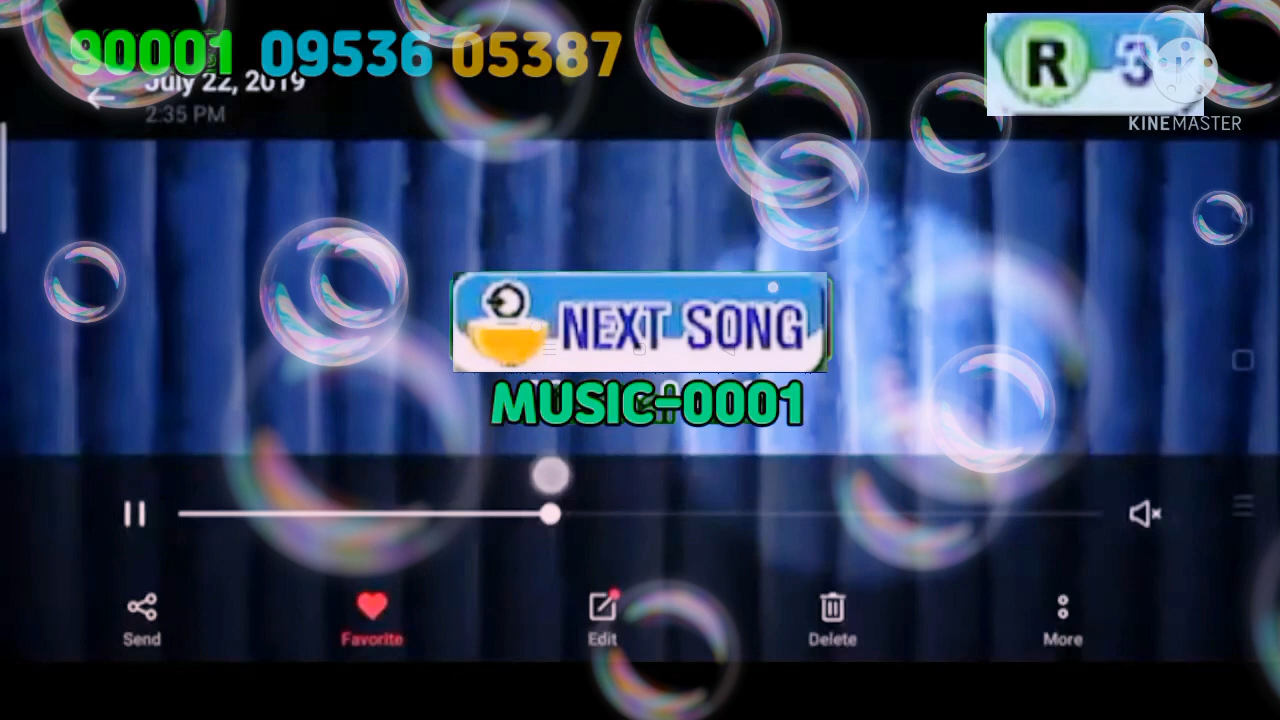 90001 09536 05387
July 22, 2019
2:35 PM
R 3
KINEMASTER
NEXT SONG
MUSIC÷0001
Send
Favorite
Edit
Delete
More